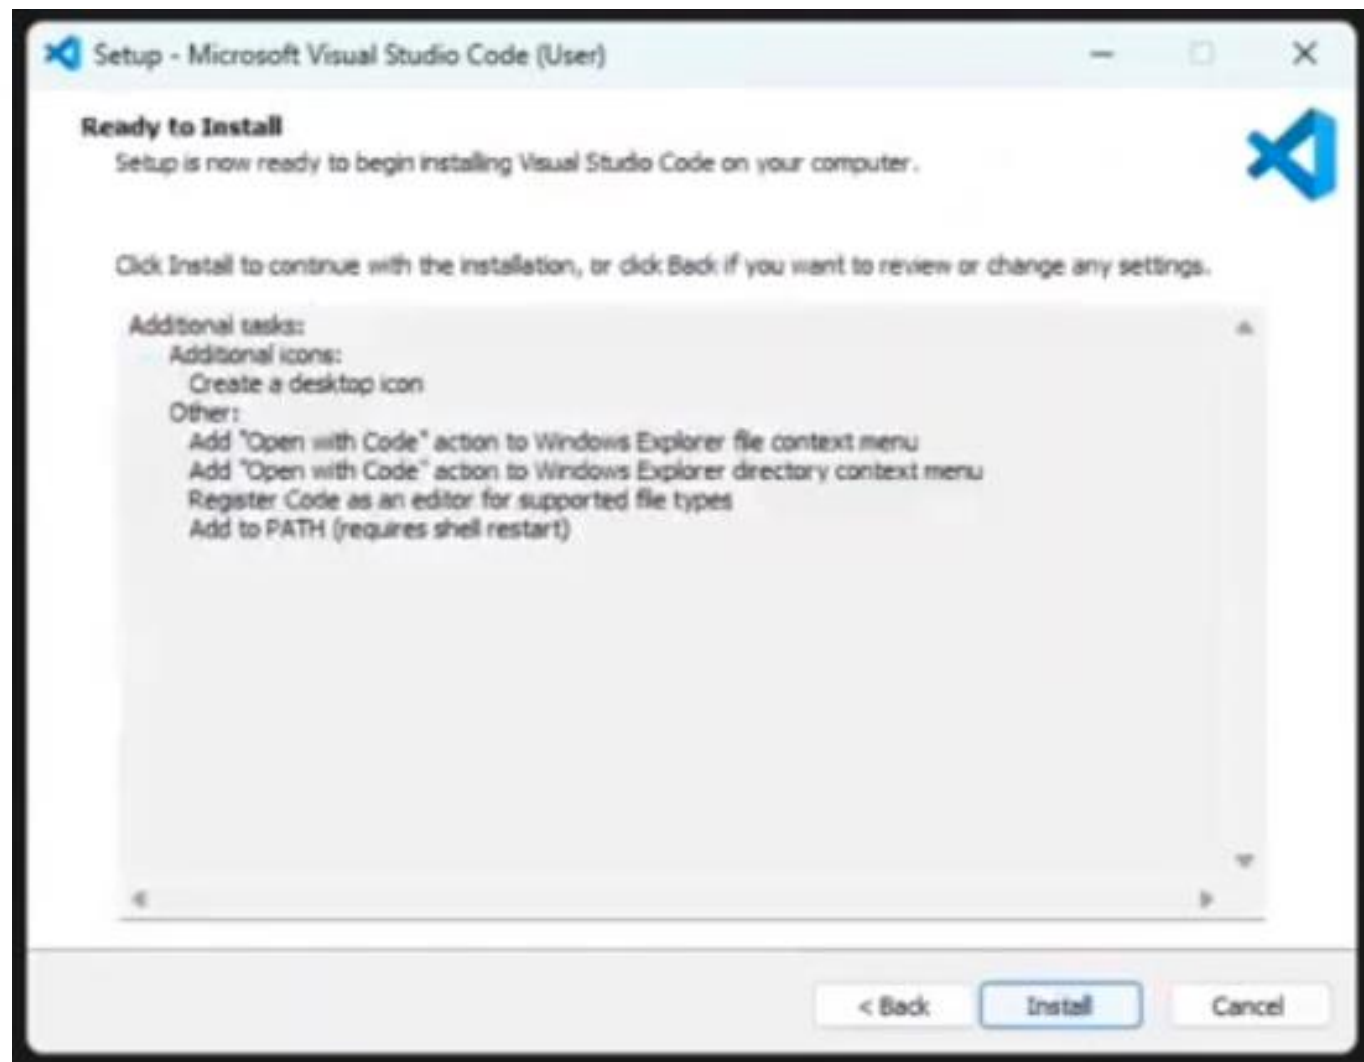 Setup - Microsoft Visual Studio Code (User)
Ready to Install
Setup is now ready to begin installing Visual Studio Code on your computer.
Click Install to continue with the installation, or click Back if you want to review or change any settings.
Additional tasks:
Additional icons:
Create a desktop icon
Other:
Add "Open with Code" action to Windows Explorer file context menu
Add "Open with Code" action to Windows Explorer directory context menu
Register Code as an editor for supported file types
Add to PATH (requires shell restart)
< Back Install Cancel